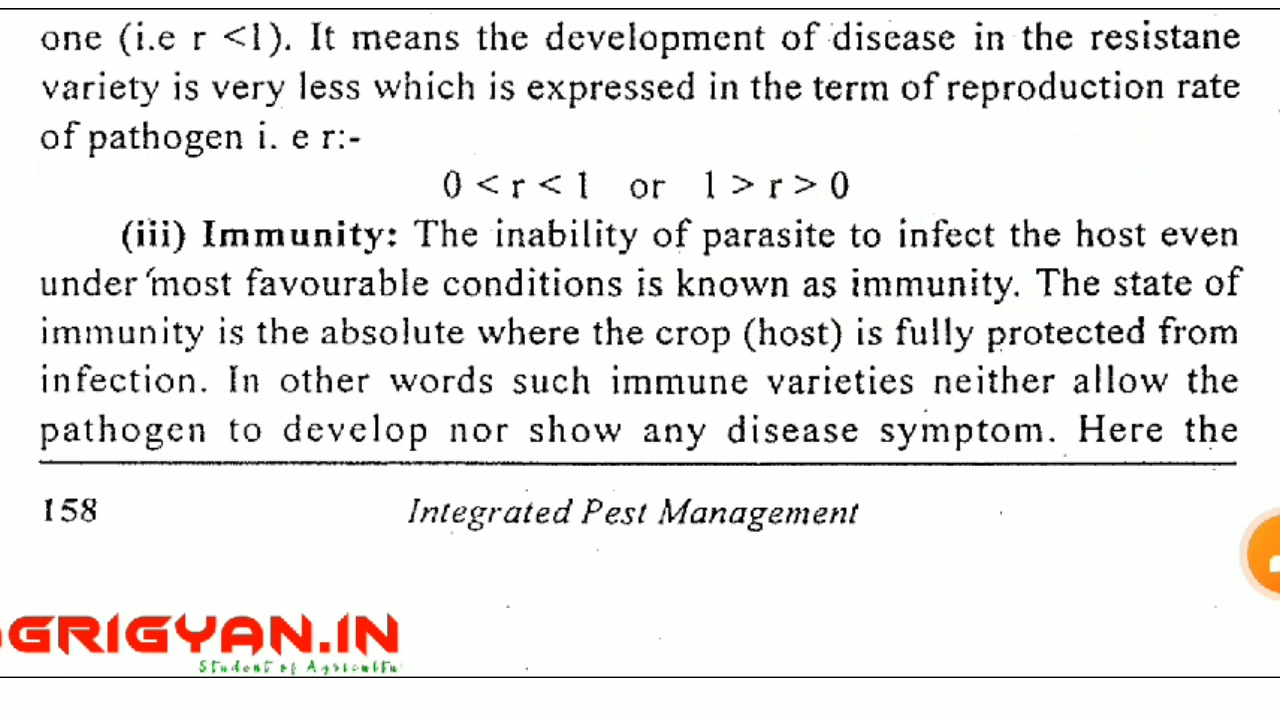 one (i.e r <1). It means the development of disease in the resistane
variety is very less which is expressed in the term of reproduction rate
of pathogen i. e r:-
0 < r < 1 or 1 > r > 0
(iii) Immunity: The inability of parasite to infect the host even
under most favourable conditions is known as immunity. The state of
immunity is the absolute where the crop (host) is fully protected from
infection. In other words such immune varieties neither allow the
pathogen to develop nor show any disease symptom. Here the
158 Integrated Pest Management
GRIGYAN.IN
Student of Agricultu